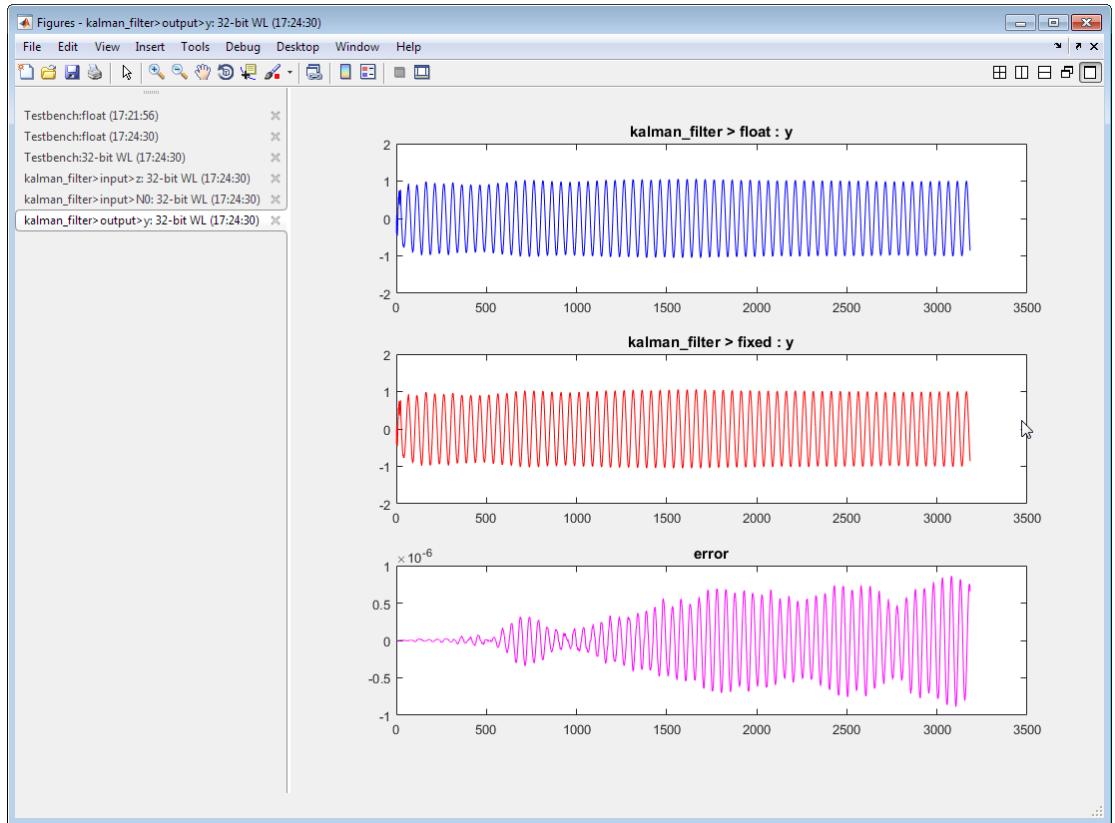 Figures - kalman_filter>output>y: 32-bit WL (17:24:30)
File Edit View Insert Tools Debug Desktop Window Help
Testbench:float (17:21:56)
Testbench:float (17:24:30)
Testbench:32-bit WL (17:24:30)
kalman_filter>input>z: 32-bit WL (17:24:30)
kalman_filter>input>N0: 32-bit WL (17:24:30)
kalman_filter>output>y: 32-bit WL (17:24:30)
kalman_filter > float : y
2
1
0
-1
-2
0 500 1000 1500 2000 2500 3000 3500
kalman_filter > fixed : y
2
1
0
-1
-2
0 500 1000 1500 2000 2500 3000 3500
error
×10^-6
1
0.5
0
-0.5
-1
0 500 1000 1500 2000 2500 3000 3500